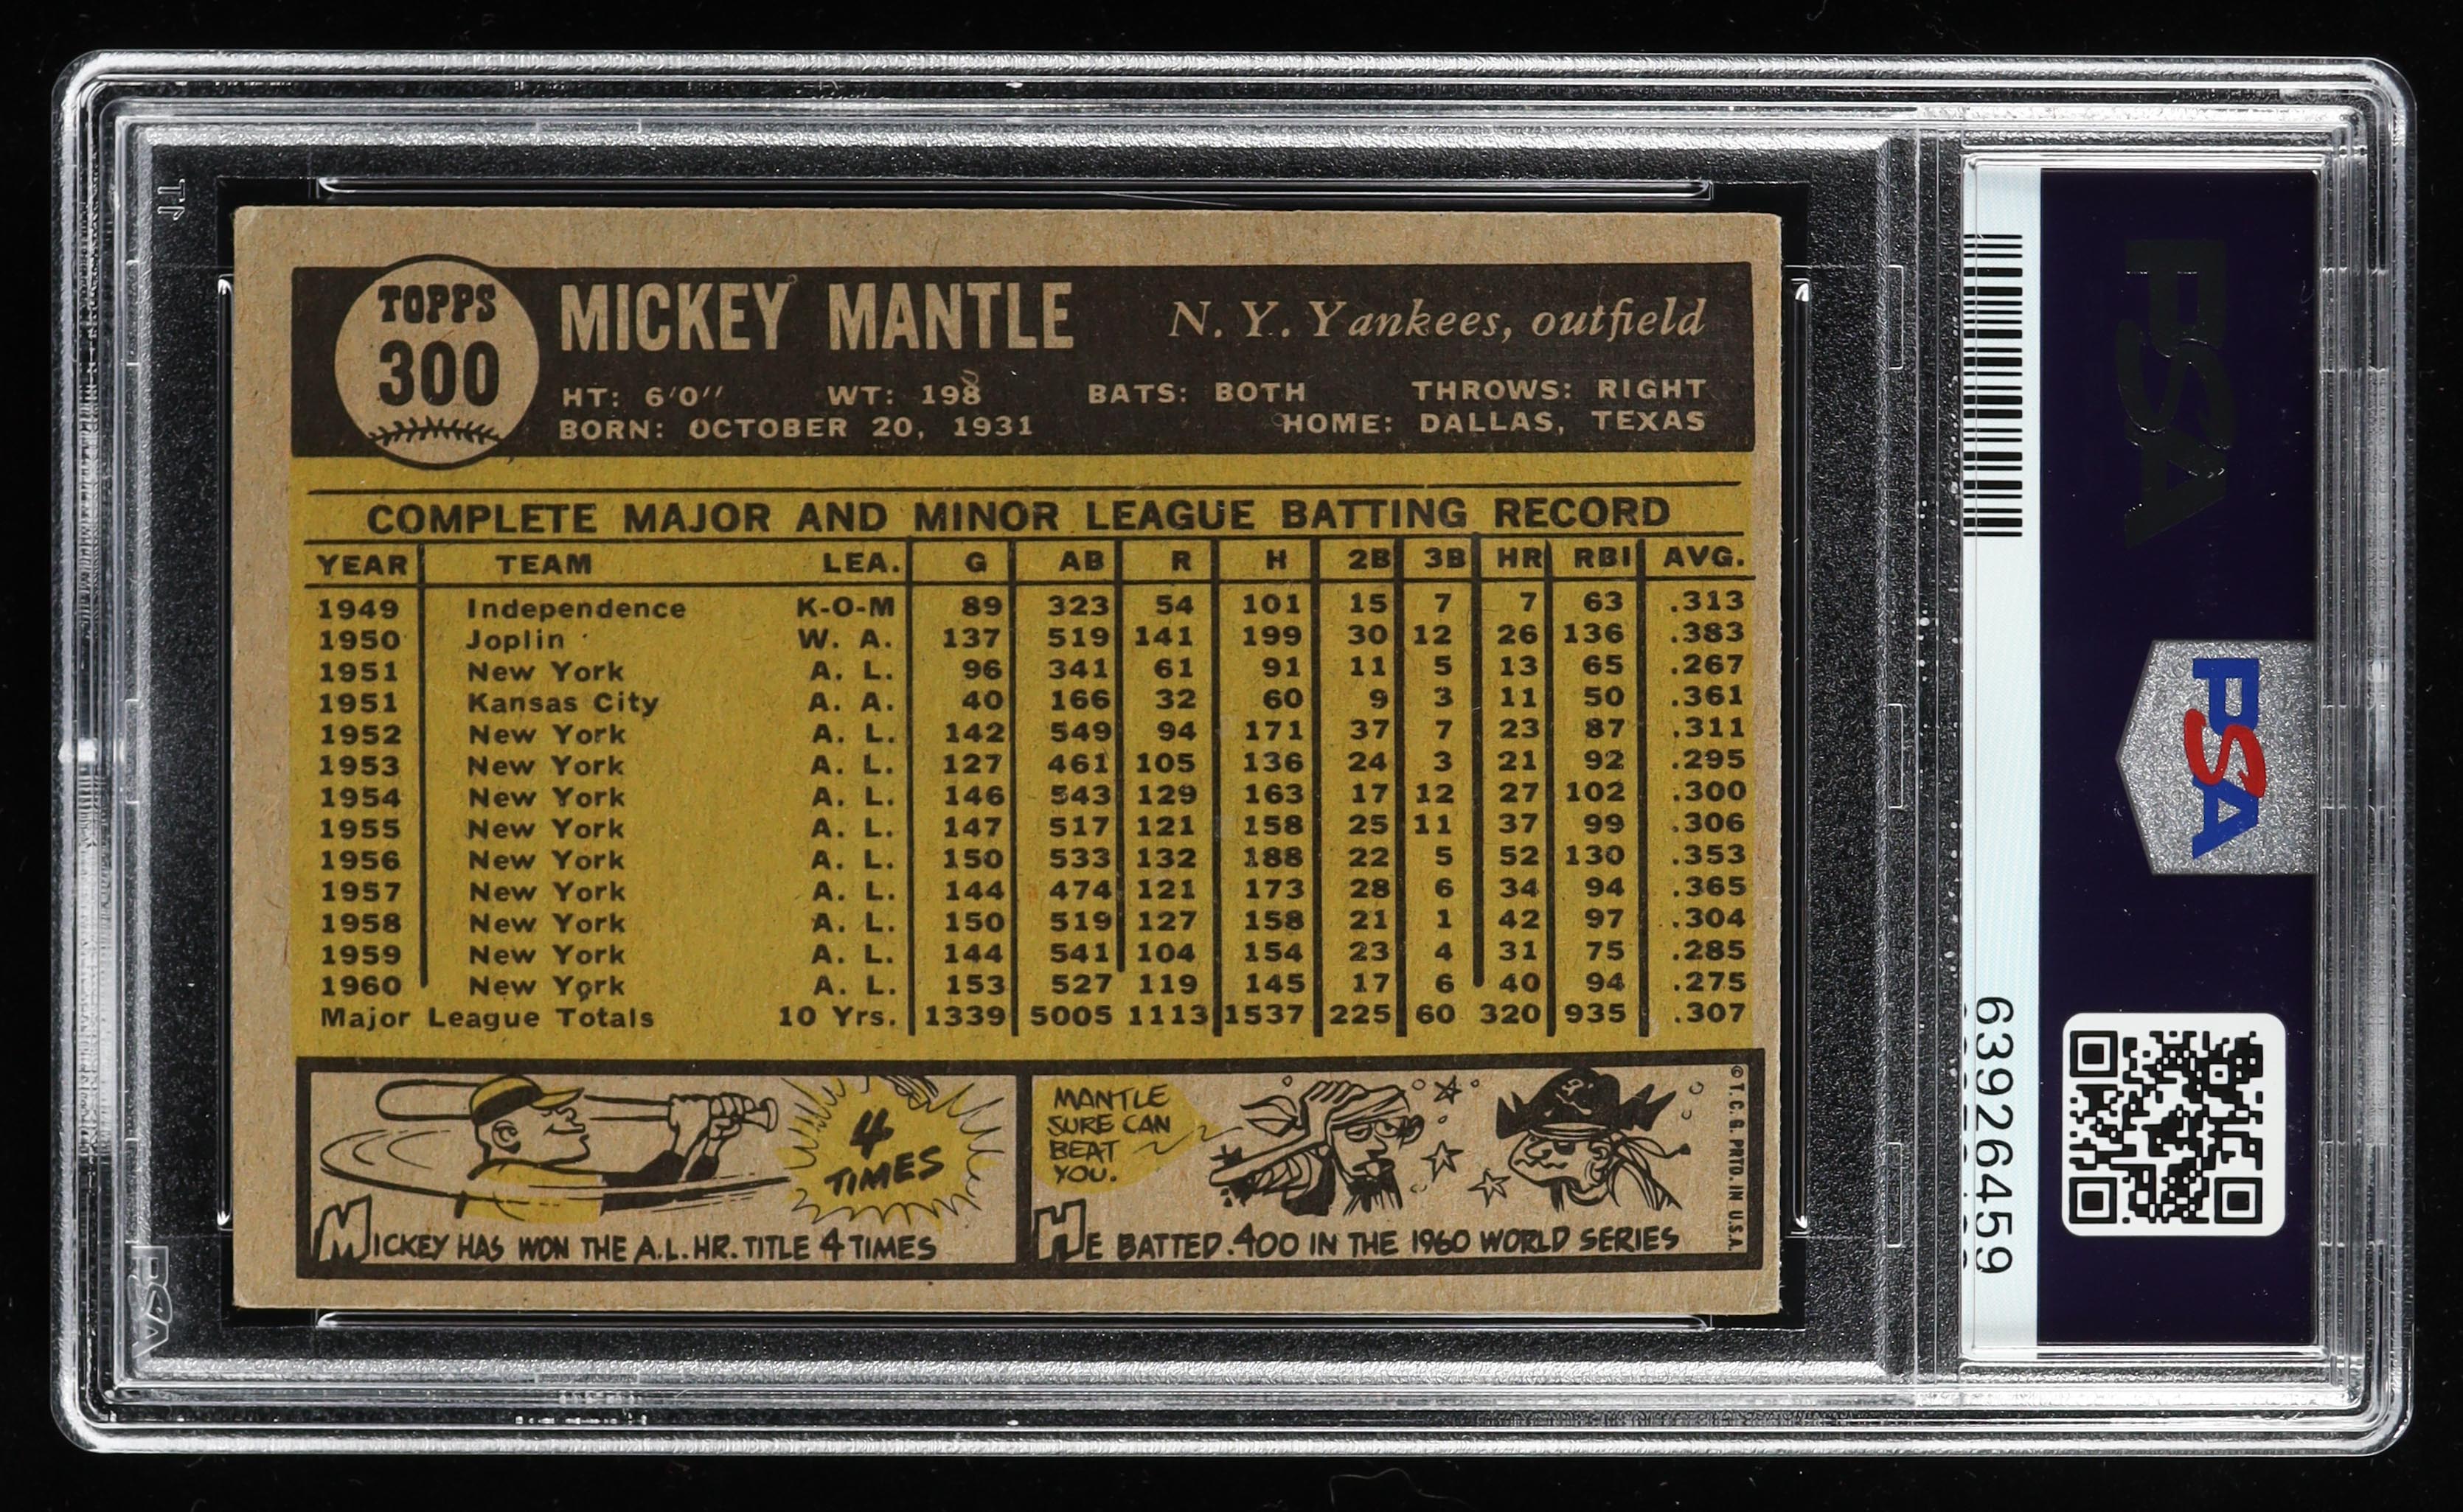 TOPPS
300
MICKEY MANTLE
N. Y. Yankees, outfield
HT: 6'0" WT: 198 BATS: BOTH THROWS: RIGHT
BORN: OCTOBER 20, 1931 HOME: DALLAS, TEXAS
COMPLETE MAJOR AND MINOR LEAGUE BATTING RECORD
YEAR TEAM LEA. G AB R H 2B 3B HR RBI AVG.
1949 Independence K-O-M 89 323 54 101 15 7 7 63 .313
1950 Joplin W. A. 137 519 141 199 30 12 26 136 .383
1951 New York A. L. 96 341 61 91 11 5 13 65 .267
1951 Kansas City A. A. 40 166 32 60 9 3 11 50 .361
1952 New York A. L. 142 549 94 171 37 7 23 87 .311
1953 New York A. L. 127 461 105 136 24 3 21 92 .295
1954 New York A. L. 146 543 129 163 17 12 27 102 .300
1955 New York A. L. 147 517 121 158 25 11 37 99 .306
1956 New York A. L. 150 533 132 188 22 5 52 130 .353
1957 New York A. L. 144 474 121 173 28 6 34 94 .365
1958 New York A. L. 150 519 127 158 21 1 42 97 .304
1959 New York A. L. 144 541 104 154 23 4 31 75 .285
1960 New York A. L. 153 527 119 145 17 6 40 94 .275
Major League Totals 10 Yrs. 1339 5005 1113 1537 225 60 320 935 .307
4
TIMES
MICKEY HAS WON THE A.L. HR. TITLE 4 TIMES
MANTLE
SURE CAN
BEAT
YOU.
HE BATTED .400 IN THE 1960 WORLD SERIES
© T. C. G. PRTD. IN U.S.A.
PSA
PSA
63926459
PSA